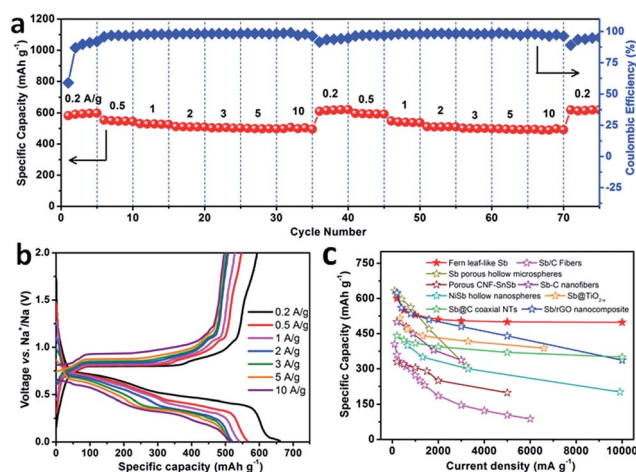 a
Specific Capacity (mAh g⁻¹)
1200
1000
800
600
400
200
0
0.2 A/g
0.5
1
2
3
5
10
0.2
0.5
1
2
3
5
10
0.2
100
75
50
25
0
-25
Coulombic Efficiency (%)
0
10
20
30
40
50
60
70
Cycle Number
b
Voltage vs. Na⁺/Na (V)
2.0
1.5
1.0
0.5
0.0
0.2 A/g
0.5 A/g
1 A/g
2 A/g
3 A/g
5 A/g
10 A/g
0 100 200 300 400 500 600 700
Specific capacity (mAh g⁻¹)
c
Specific Capacity (mAh g⁻¹)
750
600
450
300
150
0
Fern leaf-like Sb Sb/C Fibers
Sb porous hollow microspheres
Porous CNF-SnSb Sb-C nanofibers
NiSb hollow nanospheres Sb@TiO₂₋ₓ
Sb@C coaxial NTs Sb/rGO nanocomposite
0 2000 4000 6000 8000 10000
Current density (mA g⁻¹)